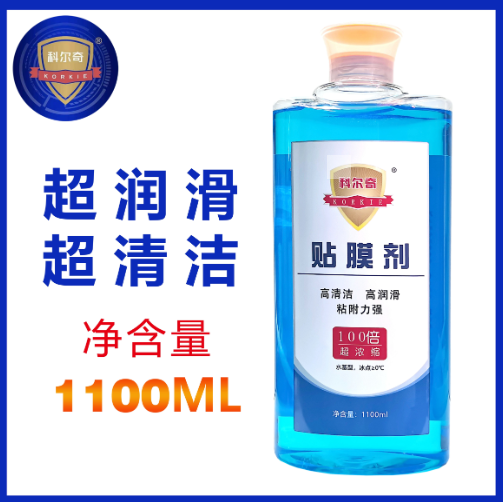 科尔奇
®
KORKIE
超润滑
超清洁
净含量
1100ML
科尔奇
®
KORKIE
贴膜剂
高清洁 高润滑
粘附力强
100倍
超浓缩
水基型，冰点≥0℃
净含量：1100ml